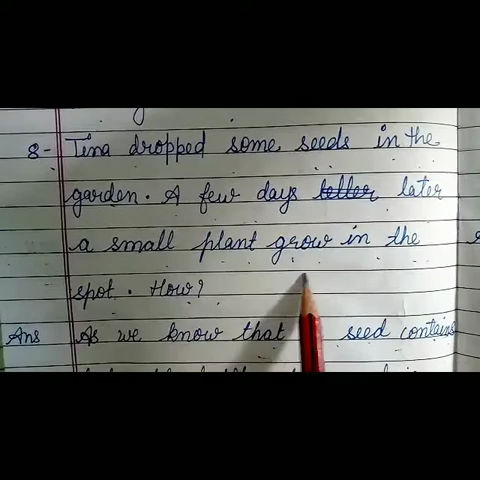 8- Tina dropped some seeds in the
garden. A few days later
a small plant grow in the
spot. How?
Ans As we know that seed contains